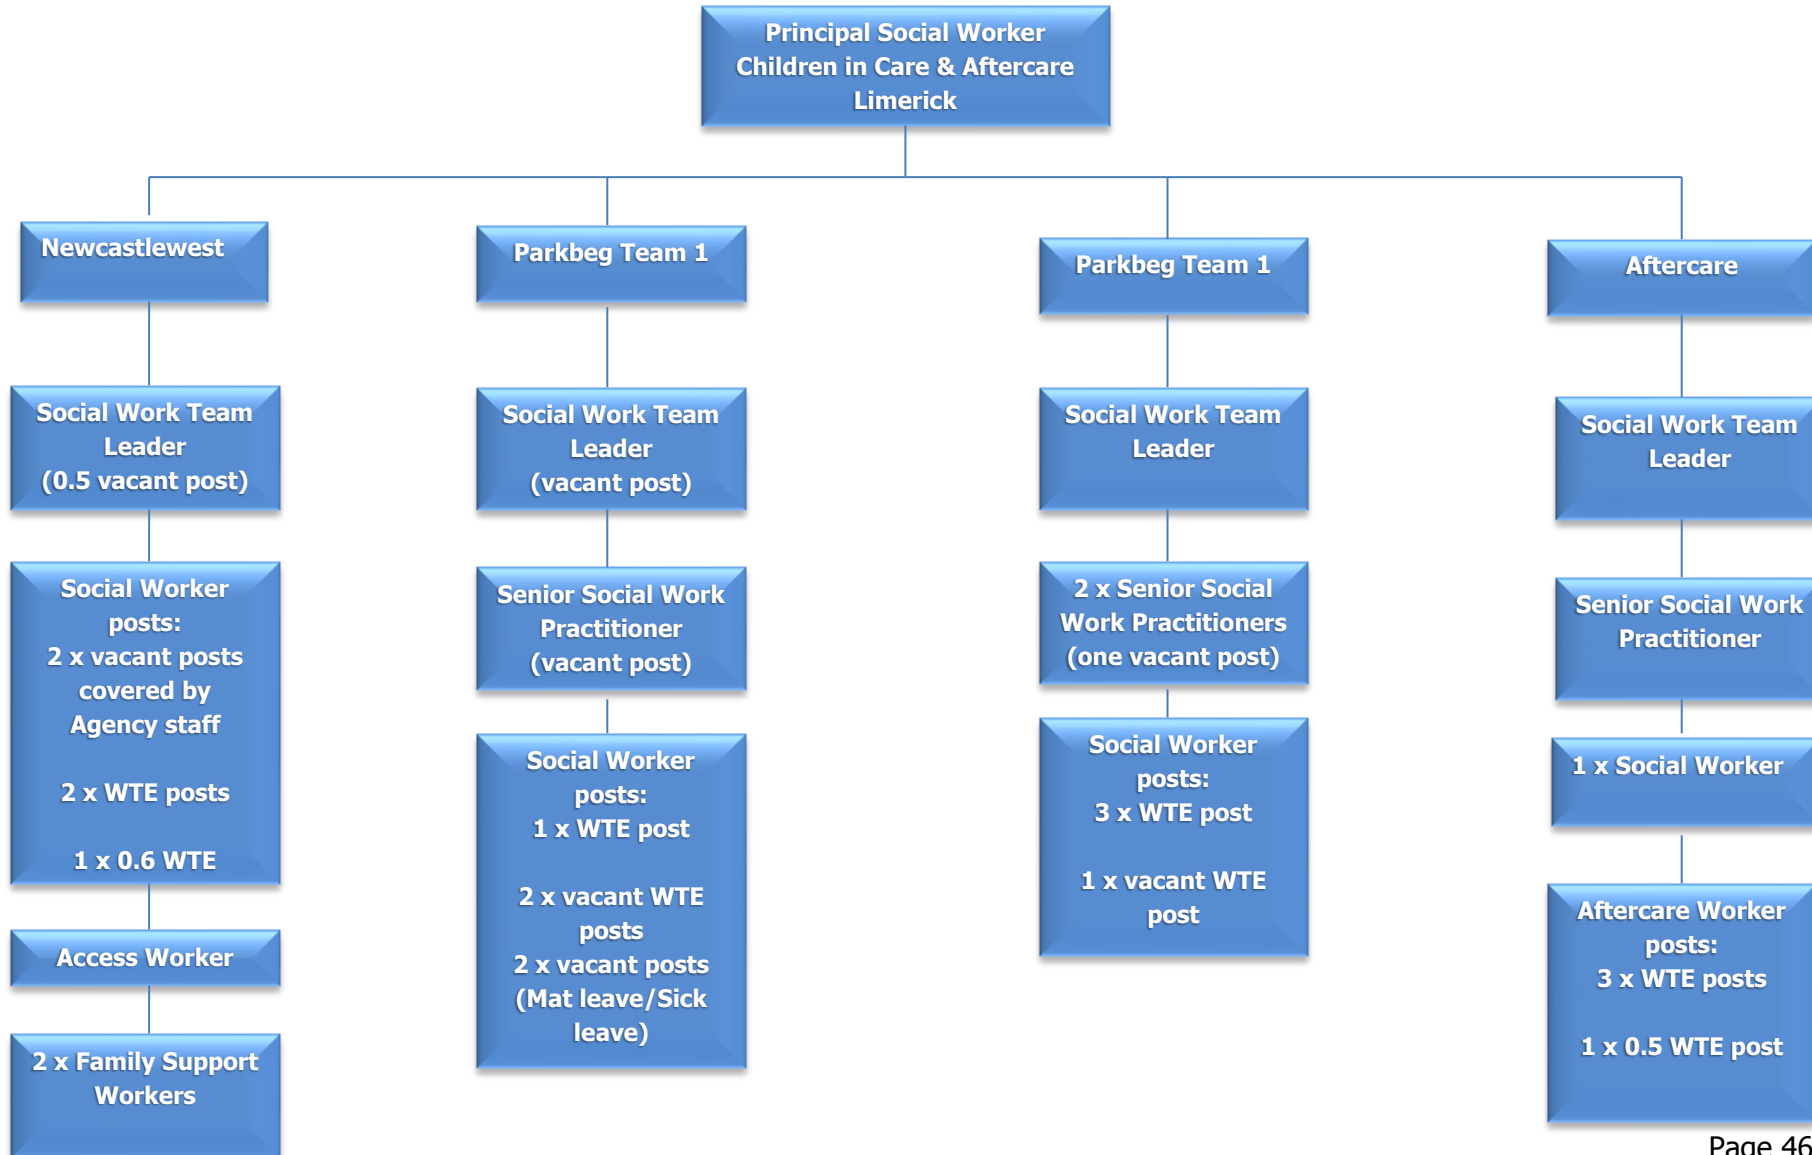 Principal Social Worker
Children in Care & Aftercare
Limerick
Newcastlewest
Social Work Team
Leader
(0.5 vacant post)
Social Worker
posts:
2 x vacant posts
covered by
Agency staff
2 x WTE posts
1 x 0.6 WTE
Access Worker
2 x Family Support
Workers
Parkbeg Team 1
Social Work Team
Leader
(vacant post)
Senior Social Work
Practitioner
(vacant post)
Social Worker
posts:
1 x WTE post
2 x vacant WTE
posts
2 x vacant posts
(Mat leave/Sick
leave)
Parkbeg Team 1
Social Work Team
Leader
2 x Senior Social
Work Practitioners
(one vacant post)
Social Worker
posts:
3 x WTE post
1 x vacant WTE
post
Aftercare
Social Work Team
Leader
Senior Social Work
Practitioner
1 x Social Worker
Aftercare Worker
posts:
3 x WTE posts
1 x 0.5 WTE post
Page 46